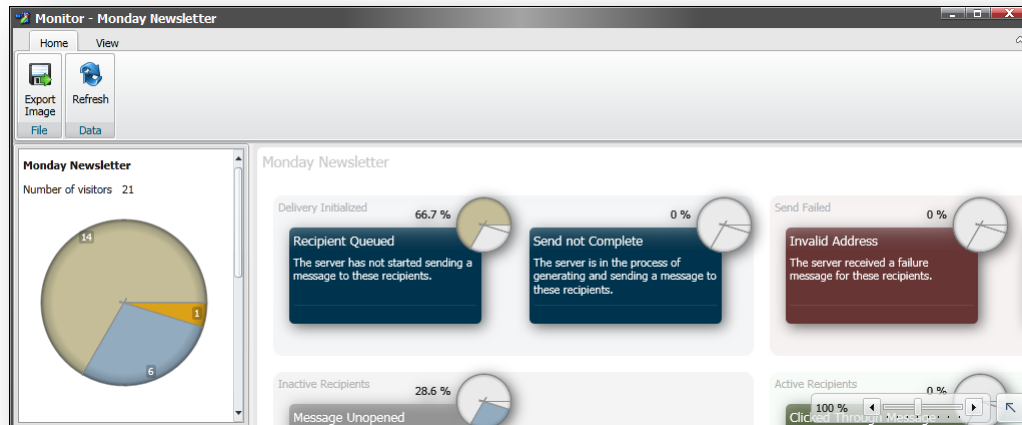 Monitor - Monday Newsletter
Home View
Export
Image
Refresh
File Data
Monday Newsletter
Number of visitors 21
14
1
6
Monday Newsletter
Delivery Initialized
66.7 %
Recipient Queued
The server has not started sending a
message to these recipients.
0 %
Send not Complete
The server is in the process of
generating and sending a message to
these recipients.
Send Failed
0 %
Invalid Address
The server received a failure
message for these recipients.
Inactive Recipients
28.6 %
Message Unopened
Active Recipients
0 %
Clicked Through Message
100 %